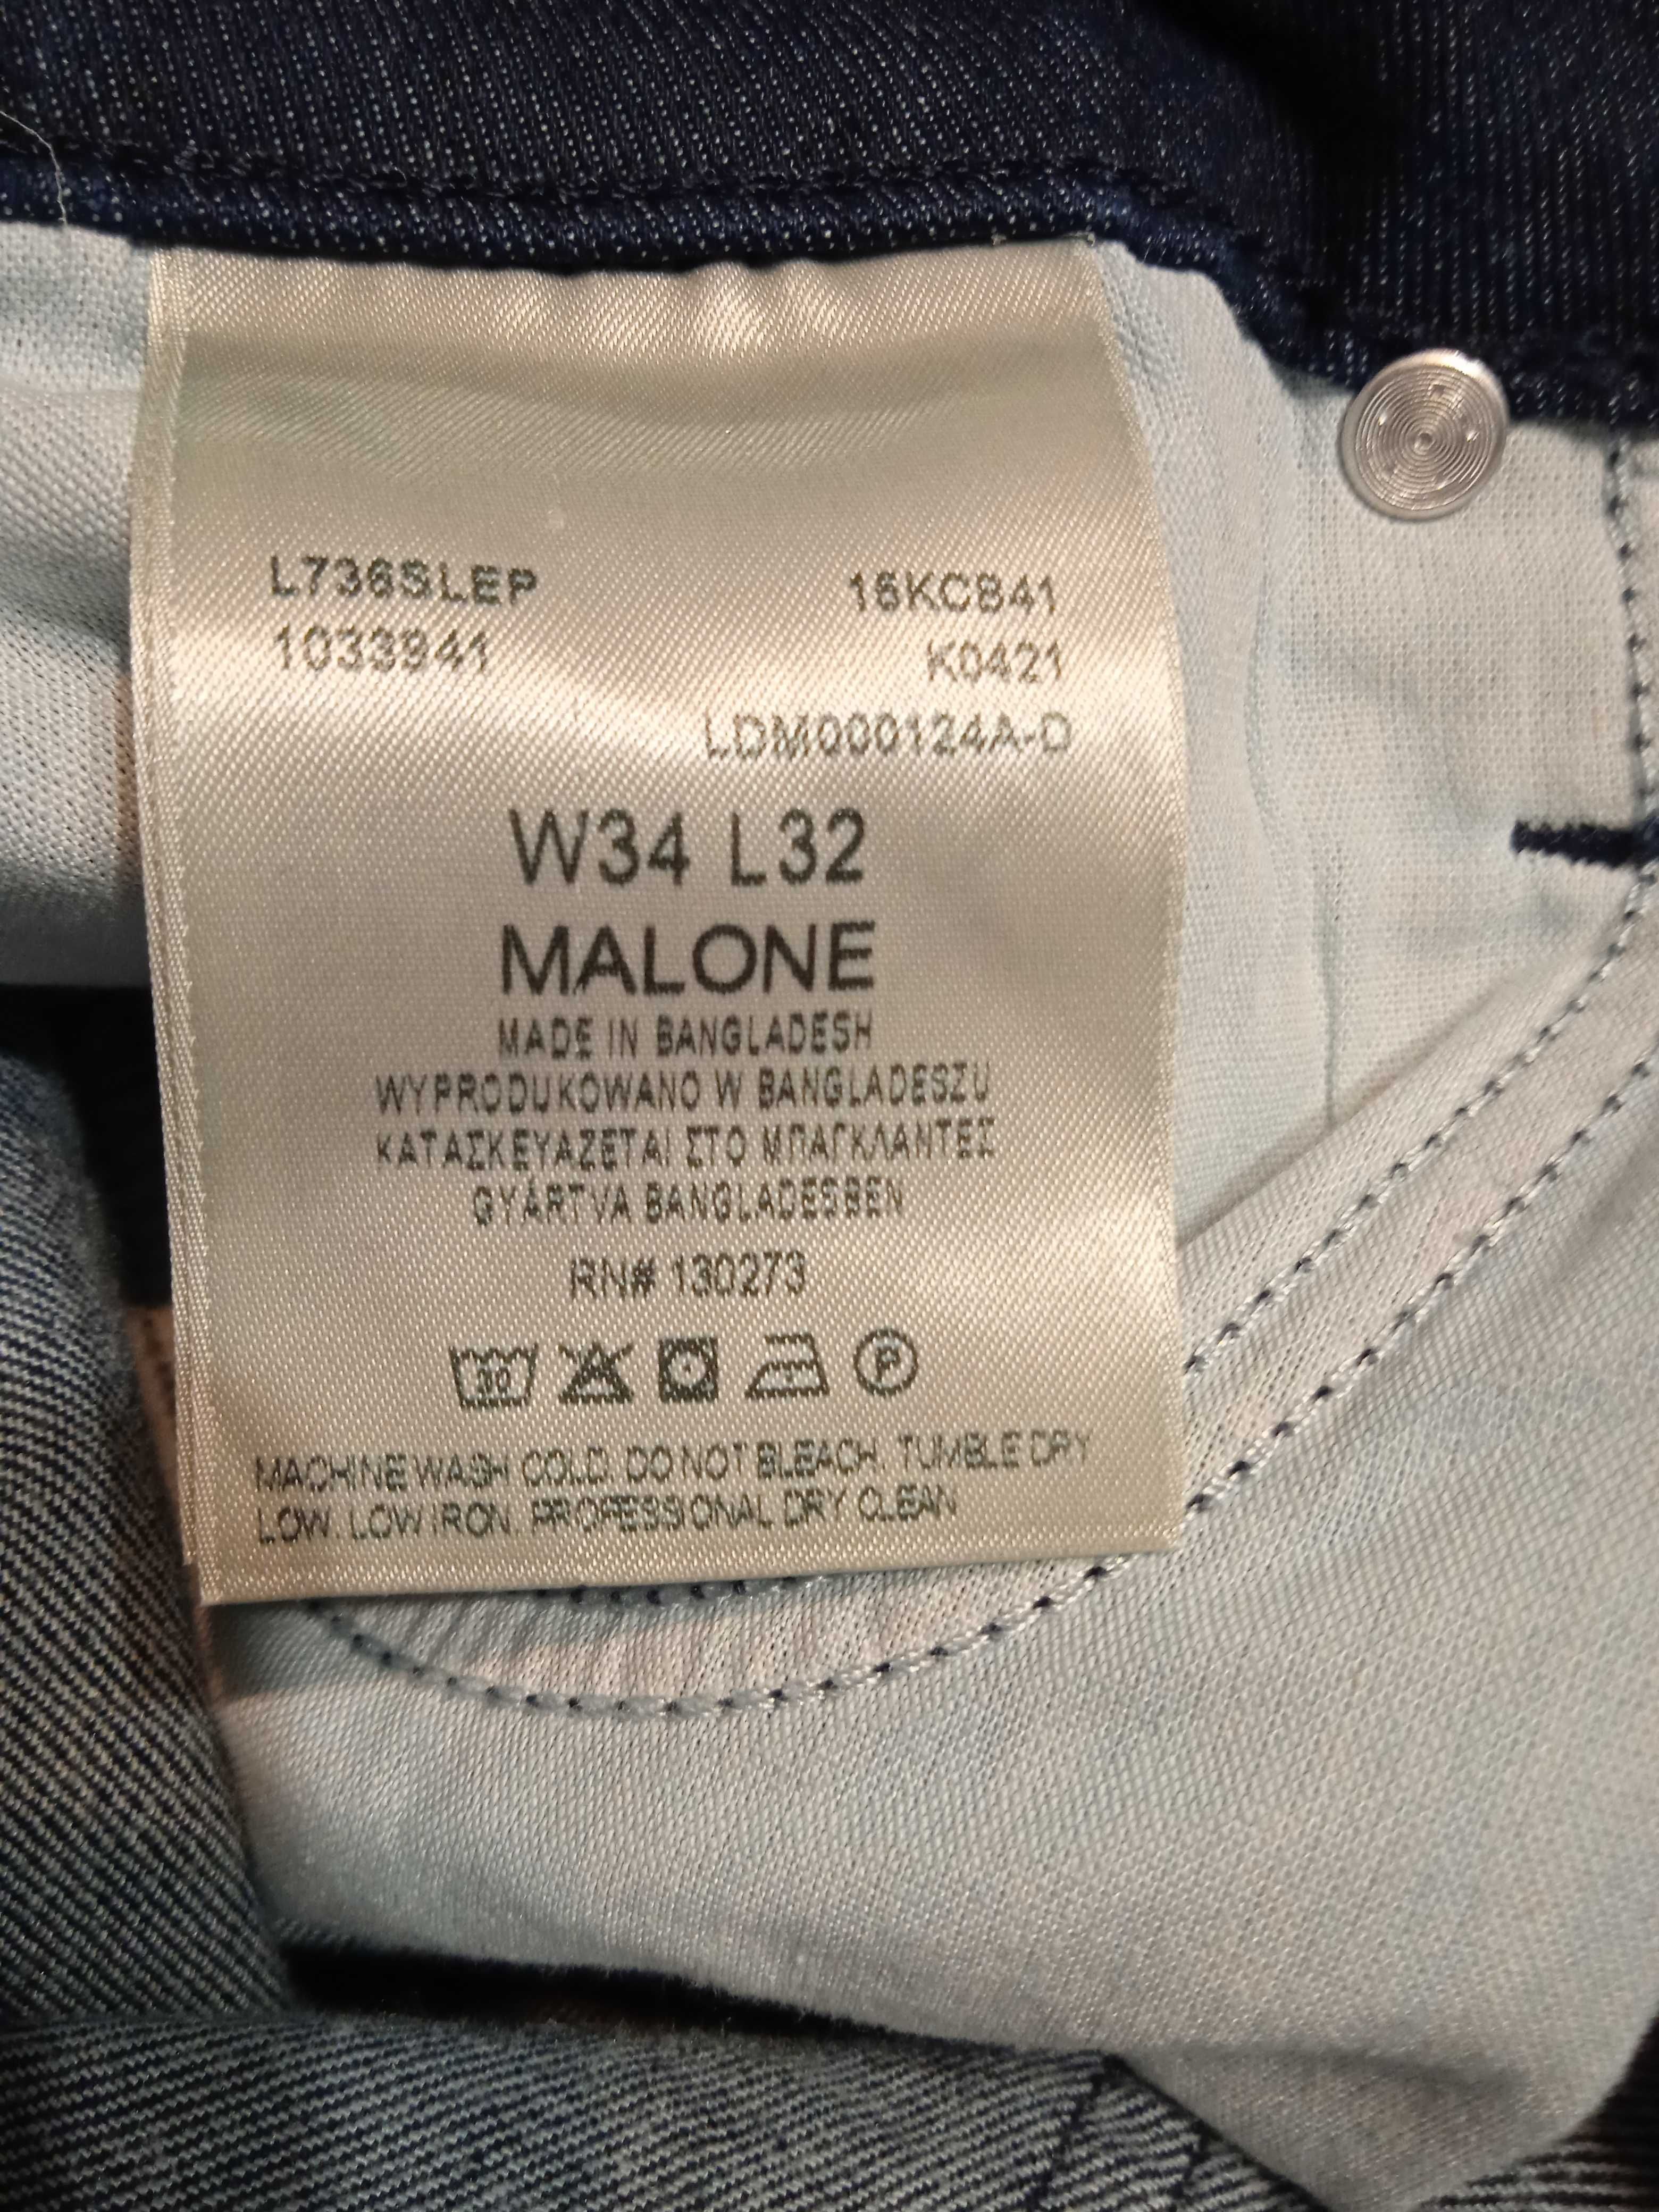 L736SLEP 16KCB41
1033941 K0421
LDM000124A-D
W34 L32
MALONE
MADE IN BANGLADESH
WYPRODUKOWANO W BANGLADESZU
ΚΑΤΑΣΚΕΥΑΖΕΤΑΙ ΣΤΟ ΜΠΑΓΚΛΑΝΤΕΣ
GYÁRTVA BANGLADESBEN
RN# 130273
30 P
MACHINE WASH COLD. DO NOT BLEACH. TUMBLE DRY
LOW. LOW IRON. PROFESSIONAL DRY CLEAN